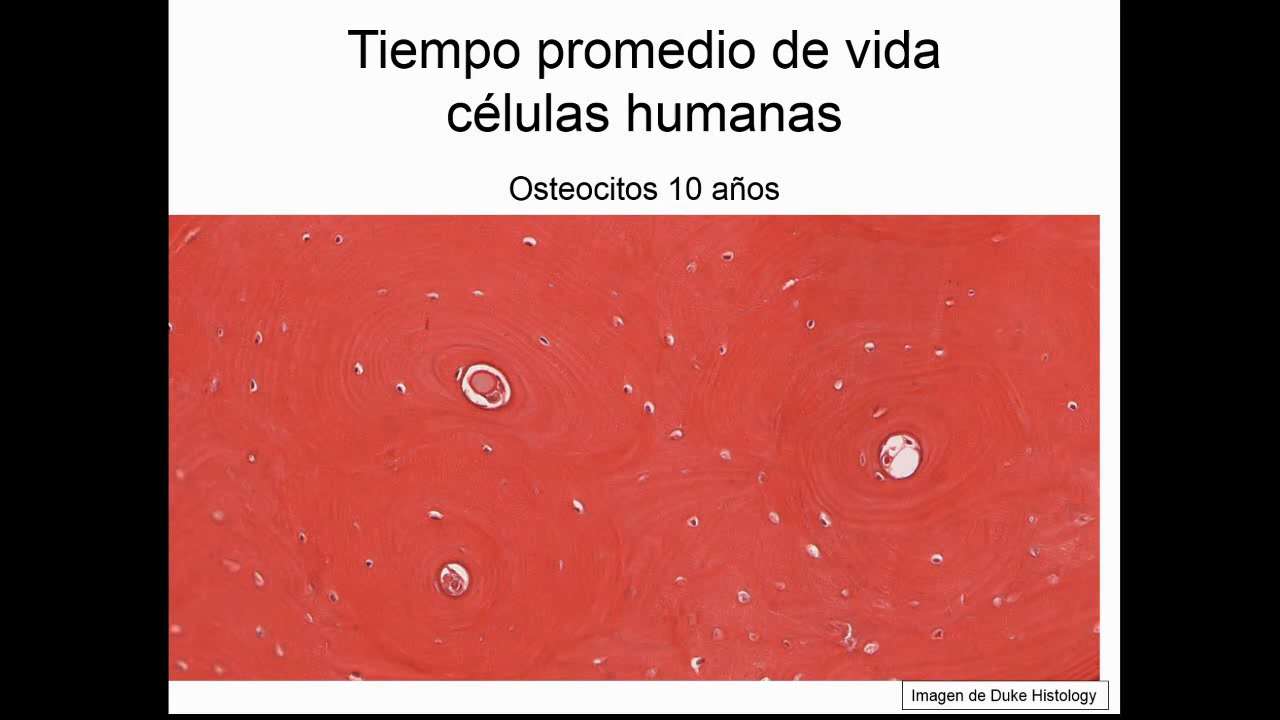 Tiempo promedio de vida
células humanas
Osteocitos 10 años
Imagen de Duke Histology